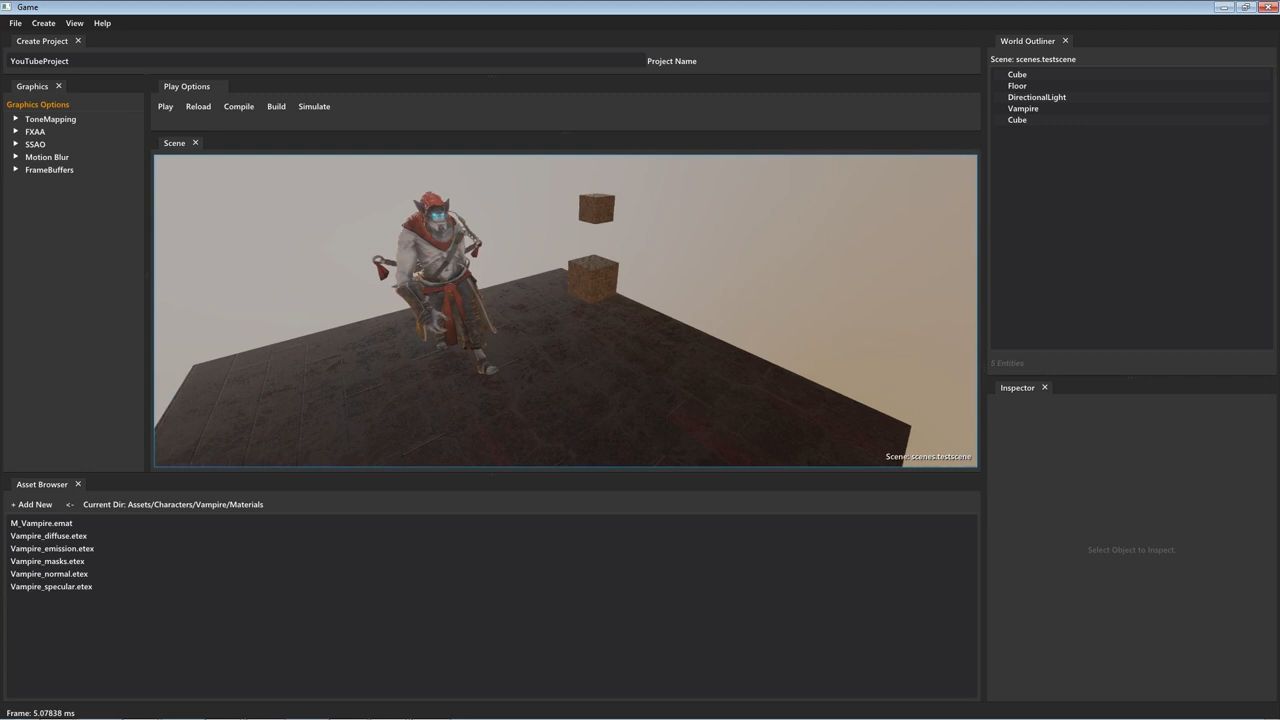 Game
File Create View Help
Create Project
YouTubeProject Project Name
Graphics
Graphics Options
ToneMapping
FXAA
SSAO
Motion Blur
FrameBuffers
Play Options
Play Reload Compile Build Simulate
Scene
Scene: scenes.testscene
World Outliner
Scene: scenes.testscene
Cube
Floor
DirectionalLight
Vampire
Cube
5 Entities
Inspector
Select Object to Inspect.
Asset Browser
+ Add New <- Current Dir: Assets/Characters/Vampire/Materials
M_Vampire.emat
Vampire_diffuse.etex
Vampire_emission.etex
Vampire_masks.etex
Vampire_normal.etex
Vampire_specular.etex
Frame: 5.07838 ms